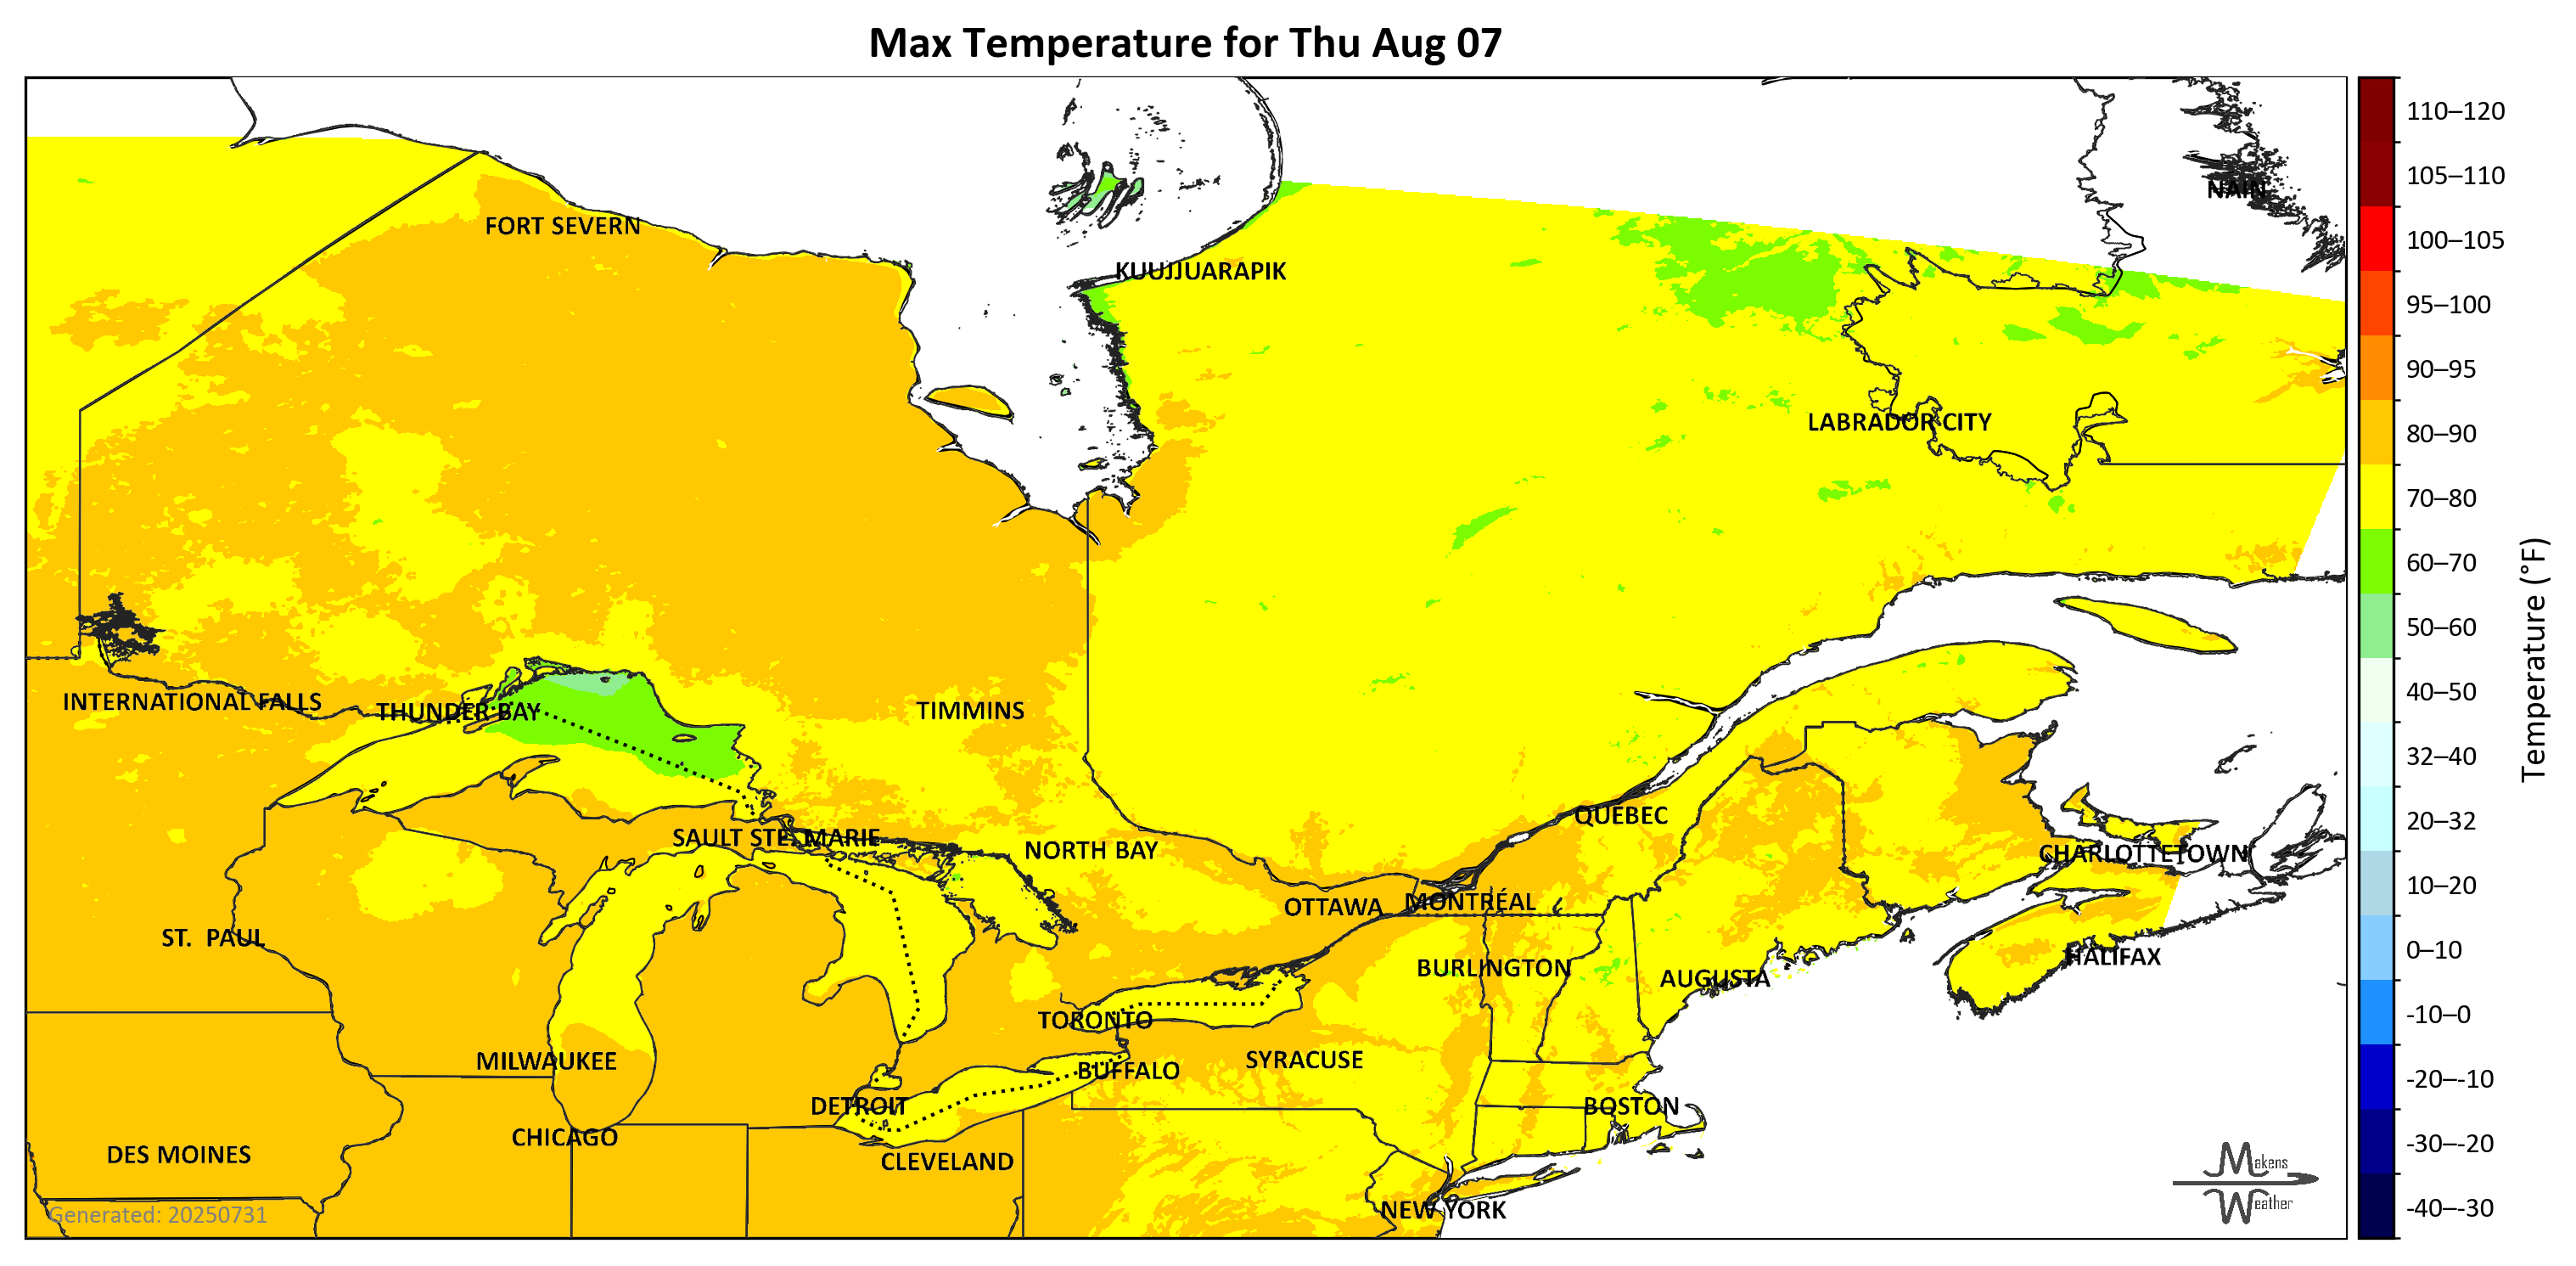 Max Temperature for Thu Aug 07
110–120
105–110
100–105
95–100
90–95
80–90
70–80
60–70
50–60
40–50
32–40
20–32
10–20
0–10
-10–0
-20–-10
-30–-20
-40–-30
Temperature (°F)
NAIN
FORT SEVERN
KUUJJUARAPIK
LABRADOR CITY
INTERNATIONAL FALLS
THUNDER BAY
TIMMINS
QUEBEC
SAULT STE. MARIE
NORTH BAY
CHARLOTTETOWN
OTTAWA
MONTRÉAL
ST. PAUL
HALIFAX
BURLINGTON
AUGUSTA
TORONTO
MILWAUKEE
SYRACUSE
BUFFALO
DETROIT
BOSTON
CHICAGO
DES MOINES
CLEVELAND
NEW YORK
Generated: 20250731
Makens
Weather